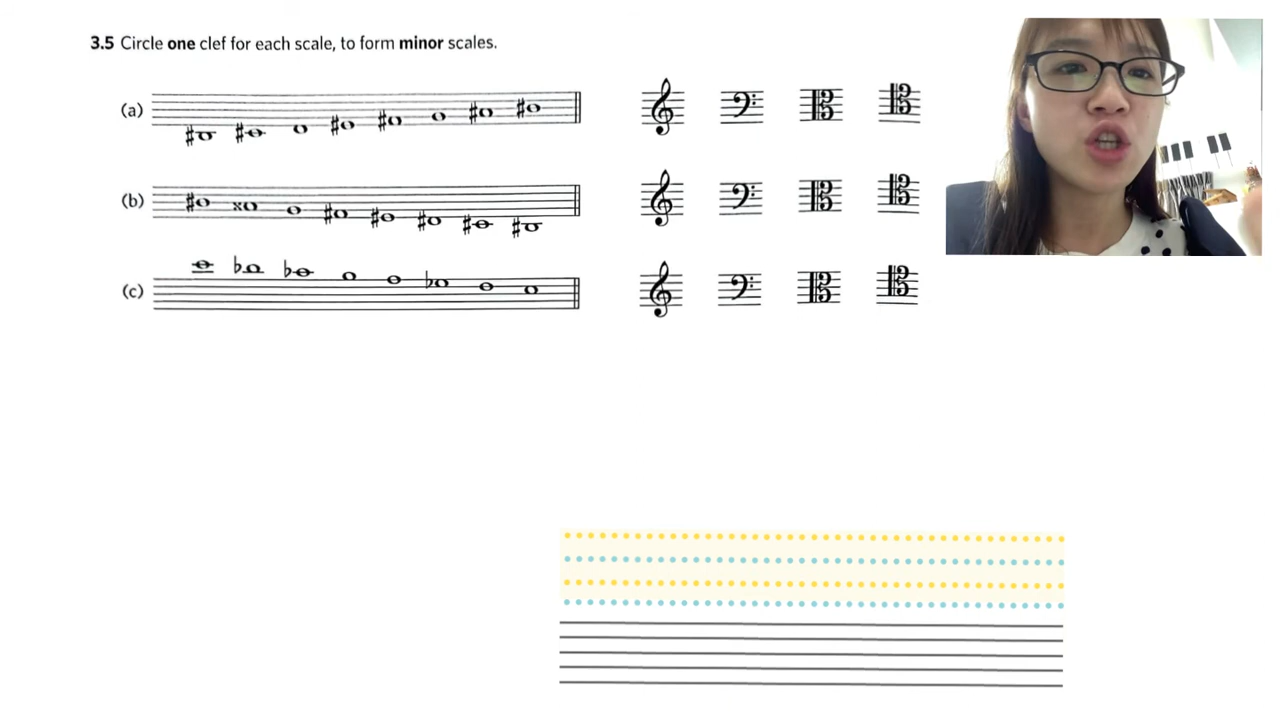 3.5 Circle one clef for each scale, to form minor scales.
(a)
(b)
(c)